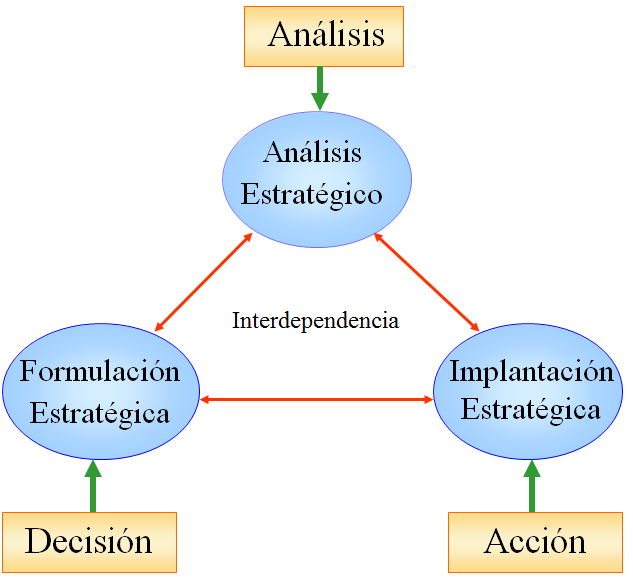 Análisis
Análisis
Estratégico
Interdependencia
Formulación
Estratégica
Implantación
Estratégica
Decisión
Acción